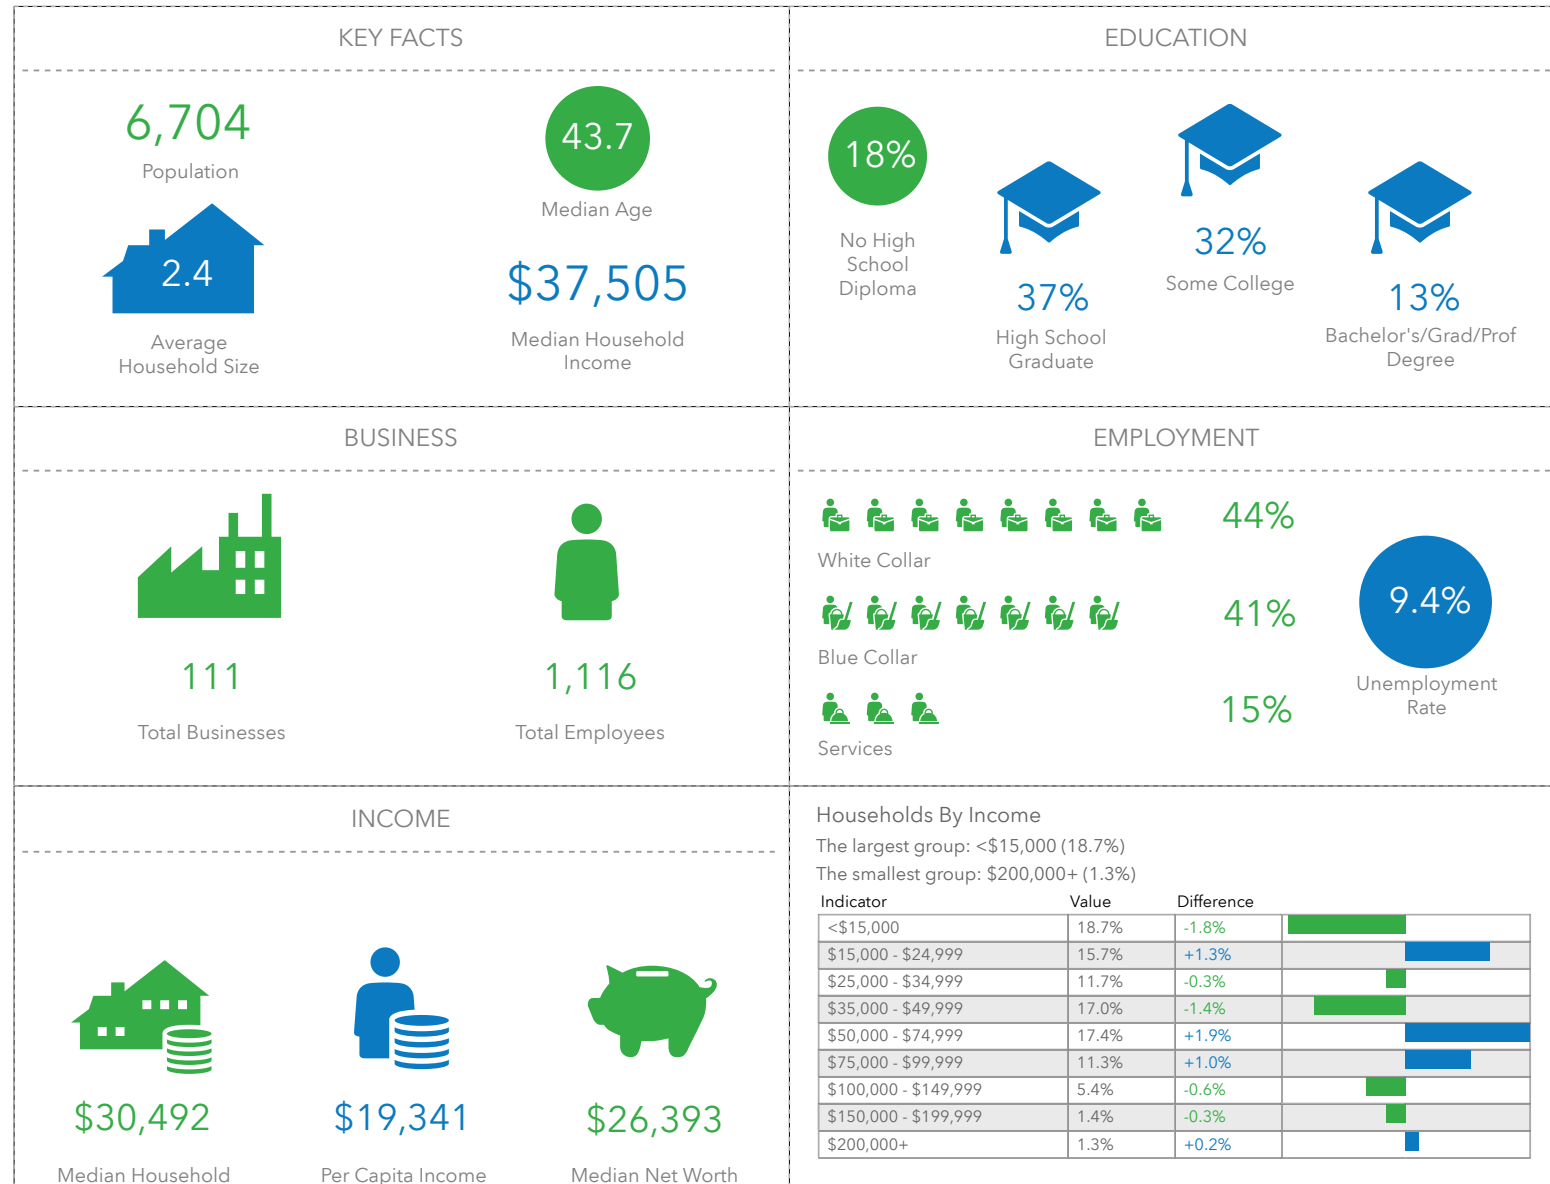 KEY FACTS
6,704
Population
43.7
Median Age
2.4
Average
Household Size
$37,505
Median Household
Income
EDUCATION
18%
No High
School
Diploma
37%
High School
Graduate
32%
Some College
13%
Bachelor's/Grad/Prof
Degree
BUSINESS
111
Total Businesses
1,116
Total Employees
EMPLOYMENT
44%
White Collar
41%
Blue Collar
15%
Services
9.4%
Unemployment
Rate
INCOME
$30,492
Median Household
$19,341
Per Capita Income
$26,393
Median Net Worth
Households By Income
The largest group: <$15,000 (18.7%)
The smallest group: $200,000+ (1.3%)
Indicator Value Difference
<$15,000 18.7% -1.8%
$15,000 - $24,999 15.7% +1.3%
$25,000 - $34,999 11.7% -0.3%
$35,000 - $49,999 17.0% -1.4%
$50,000 - $74,999 17.4% +1.9%
$75,000 - $99,999 11.3% +1.0%
$100,000 - $149,999 5.4% -0.6%
$150,000 - $199,999 1.4% -0.3%
$200,000+ 1.3% +0.2%